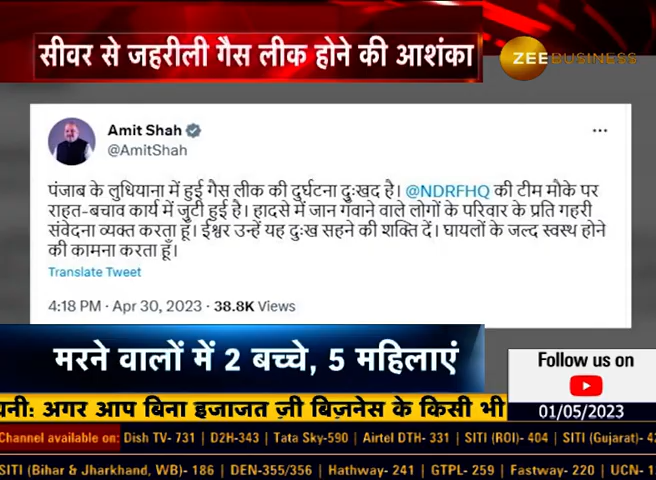 सीवर से जहरीली गैस लीक होने की आशंका
ZEE BUSINESS
Amit Shah
@AmitShah
पंजाब के लुधियाना में हुई गैस लीक की दुर्घटना दुःखद है। @NDRFHQ की टीम मौके पर
राहत-बचाव कार्य में जुटी हुई है। हादसे में जान गँवाने वाले लोगों के परिवार के प्रति गहरी
संवेदना व्यक्त करता हूँ। ईश्वर उन्हें यह दुःख सहने की शक्ति दें। घायलों के जल्द स्वस्थ होने
की कामना करता हूँ।
Translate Tweet
4:18 PM · Apr 30, 2023 · 38.8K Views
मरने वालों में 2 बच्चे, 5 महिलाएं
Follow us on
नी: अगर आप बिना इजाजत ज़ी बिज़नेस के किसी भी
01/05/2023
Channel available on: Dish TV- 731 | D2H-343 | Tata Sky-590 | Airtel DTH- 331 | SITI (ROI)- 404 | SITI (Gujarat)- 42
SITI (Bihar & Jharkhand, WB)- 186 | DEN-355/356 | Hathway- 241 | GTPL- 259 | Fastway- 220 | UCN- 1